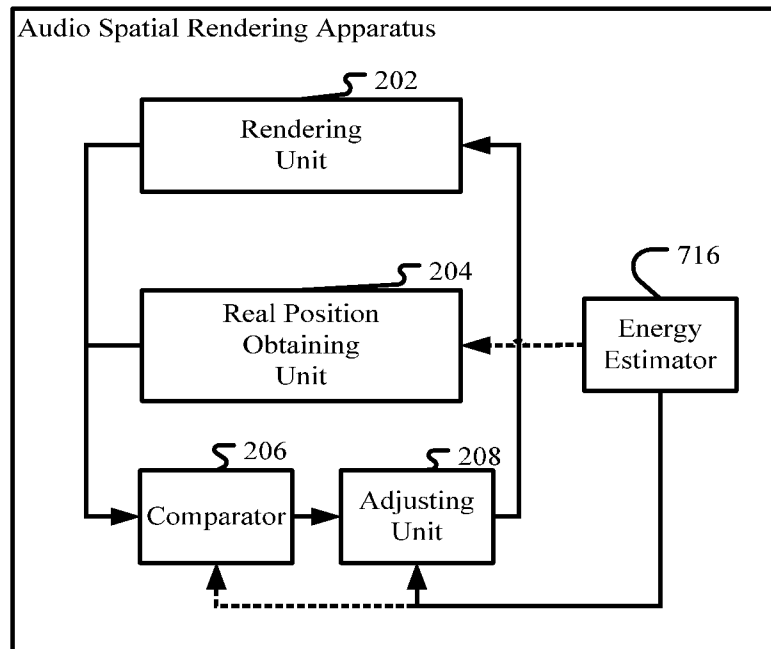 Audio Spatial Rendering Apparatus
202
Rendering
Unit
204
Real Position
Obtaining
Unit
716
Energy
Estimator
206
Comparator
208
Adjusting
Unit